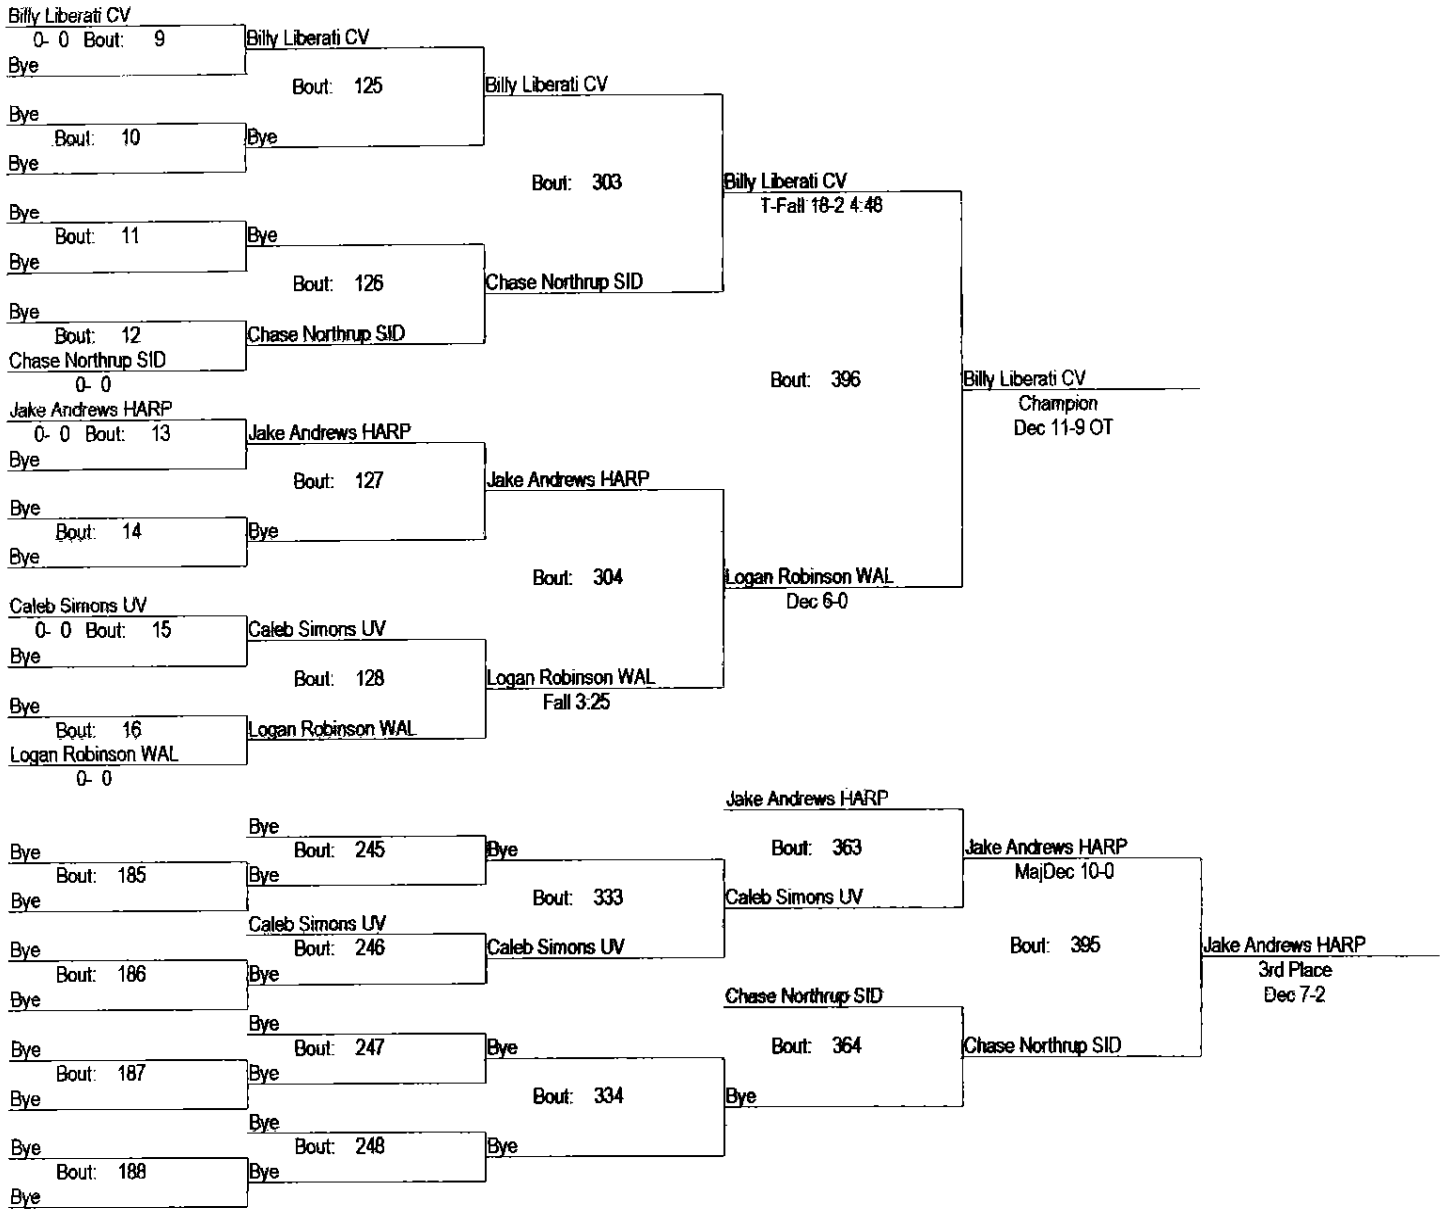 Billy Liberati CV
0- 0 Bout: 9
Billy Liberati CV
Bye
Bout: 125
Billy Liberati CV
Bye
Bout: 10
Bye
Bye
Bout: 303
Billy Liberati CV
T-Fall 18-2 4:48
Bye
Bout: 11
Bye
Bye
Bout: 126
Chase Northrup SID
Bye
Bout: 12
Chase Northrup SID
Chase Northrup SID
0- 0
Bout: 396
Billy Liberati CV
Champion
Dec 11-9 OT
Jake Andrews HARP
0- 0 Bout: 13
Jake Andrews HARP
Bye
Bout: 127
Jake Andrews HARP
Bye
Bout: 14
Bye
Bye
Bout: 304
Logan Robinson WAL
Dec 6-0
Caleb Simons UV
0- 0 Bout: 15
Caleb Simons UV
Bye
Bout: 128
Logan Robinson WAL
Fall 3:25
Bye
Bout: 16
Logan Robinson WAL
Logan Robinson WAL
0- 0
Jake Andrews HARP
Bye
Bout: 245
Bye
Bout: 363
Jake Andrews HARP
MajDec 10-0
Bye
Bout: 185
Bye
Bye
Bout: 333
Caleb Simons UV
Caleb Simons UV
Bout: 246
Caleb Simons UV
Bye
Bout: 186
Bye
Bye
Bout: 395
Jake Andrews HARP
3rd Place
Dec 7-2
Chase Northrup SID
Bye
Bout: 247
Bye
Bout: 364
Chase Northrup SID
Bye
Bout: 187
Bye
Bye
Bout: 334
Bye
Bye
Bout: 248
Bye
Bye
Bout: 188
Bye
Bye